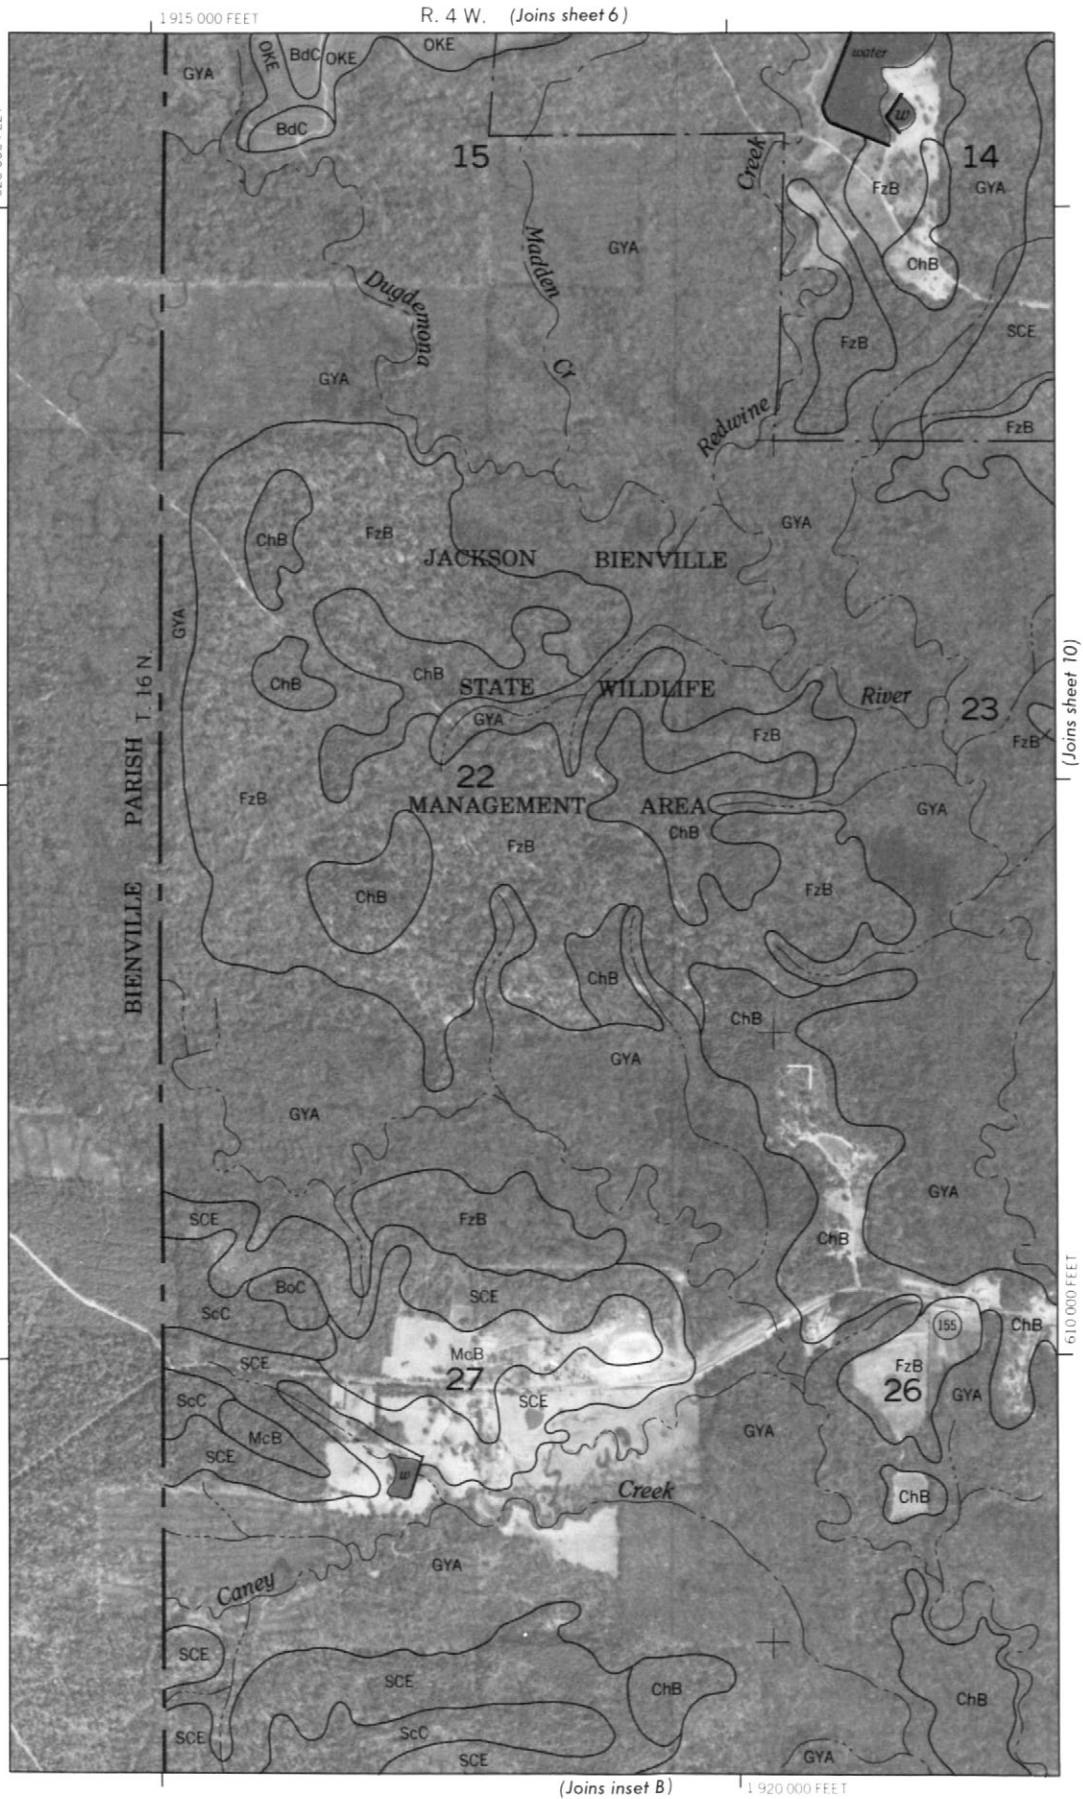 1 915 000 FEET
R. 4 W. (Joins sheet 6)
OKE
BdC
OKE
OKE
GYA
water
BdC
w
15
Creek
14
FzB
GYA
GYA
Madden
ChB
Dugdemona
SCE
FzB
Cr
GYA
Redwine
FzB
GYA
ChB
FzB
JACKSON BIENVILLE
GYA
ChB
ChB
STATE WILDLIFE
River
23
GYA
FzB
FzB
T. 16 N.
(Joins sheet 10)
22
FzB
MANAGEMENT AREA
GYA
ChB
FzB
BIENVILLE PARISH
ChB
FzB
ChB
ChB
GYA
GYA
GYA
SCE
FzB
ChB
610 000 FEET
BoC
SCE
ScC
155
ChB
McB
SCE
27
FzB
26
ScC
SCE
GYA
McB
GYA
SCE
w
Creek
ChB
GYA
Caney
SCE
SCE
ChB
ChB
SCE
ScC
GYA
SCE
(Joins inset B)
1 920 000 FEET